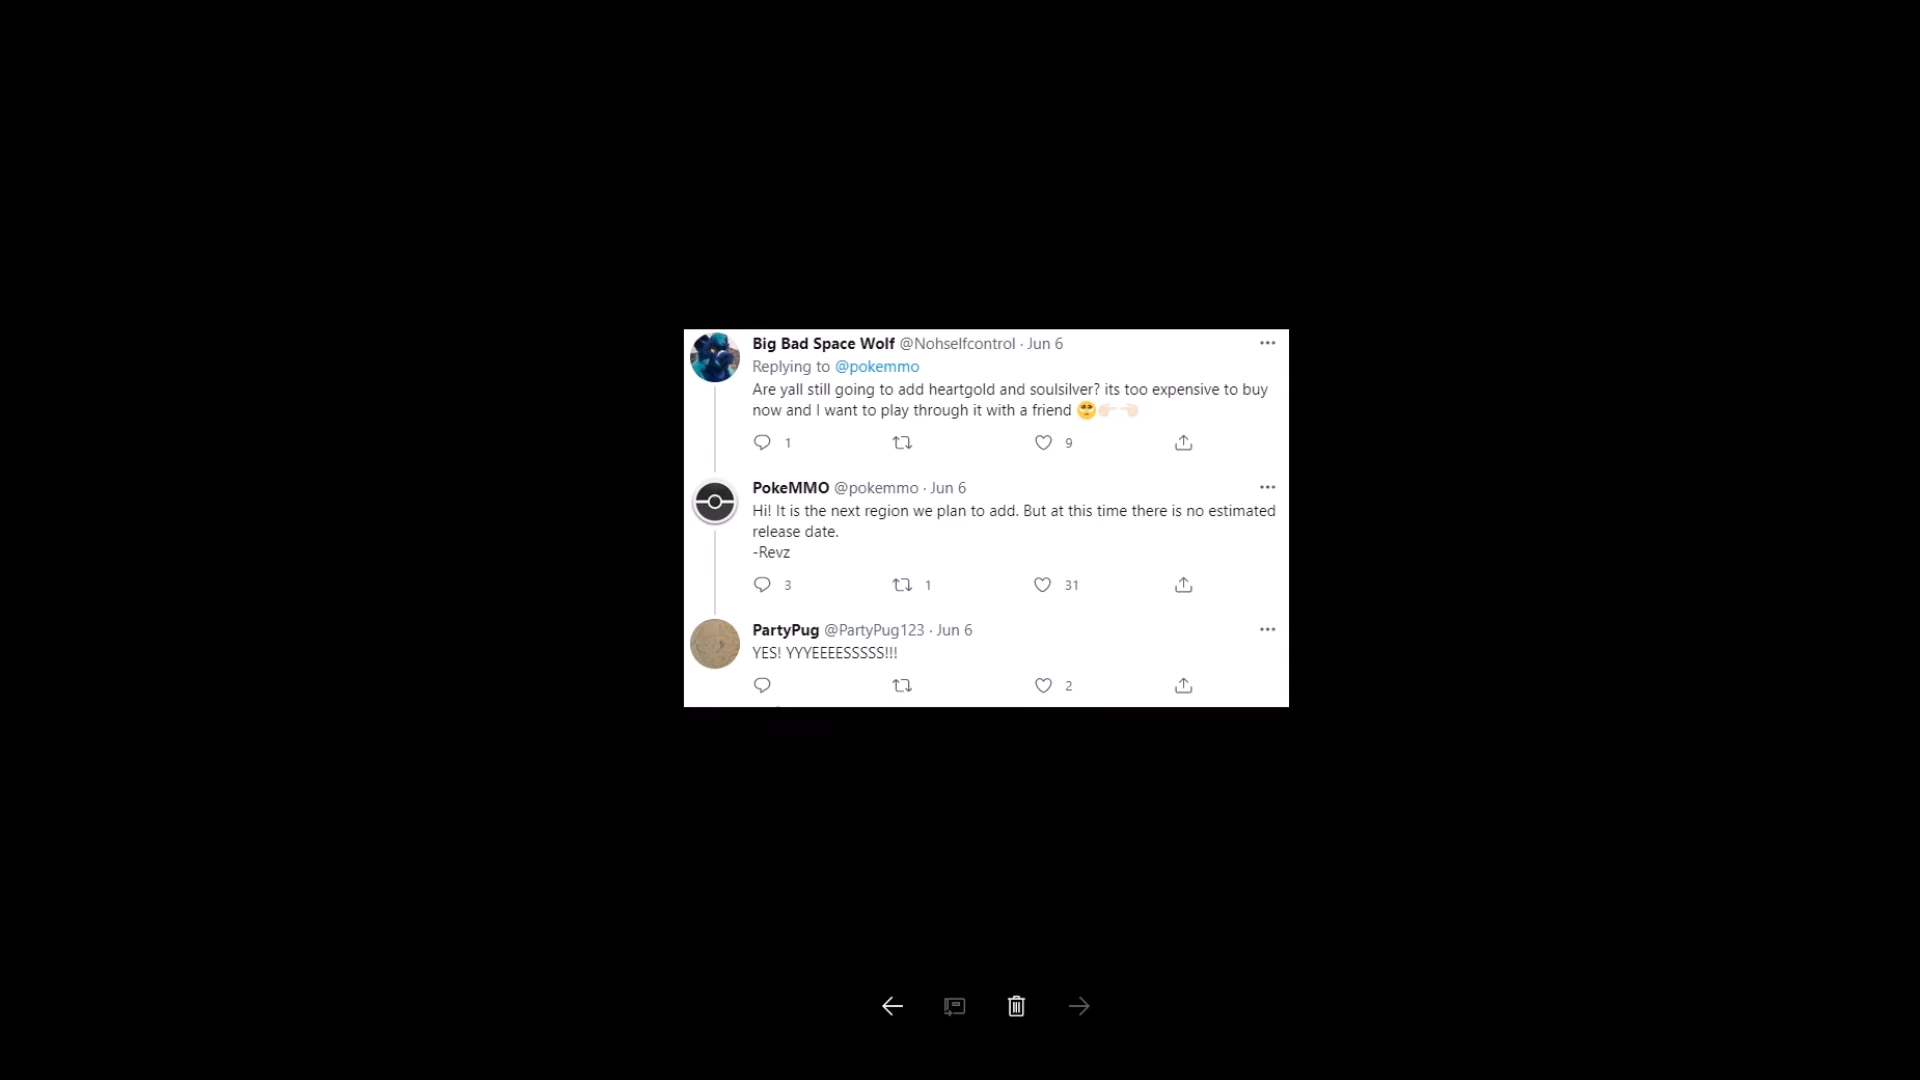 Big Bad Space Wolf @Nohselfcontrol · Jun 6
Replying to @pokemmo
Are yall still going to add heartgold and soulsilver? its too expensive to buy
now and I want to play through it with a friend 🥺👉🏻👈🏻
1 9
PokeMMO @pokemmo · Jun 6
Hi! It is the next region we plan to add. But at this time there is no estimated
release date.
-Revz
3 1 31
PartyPug @PartyPug123 · Jun 6
YES! YYYEEEESSSSS!!!
2